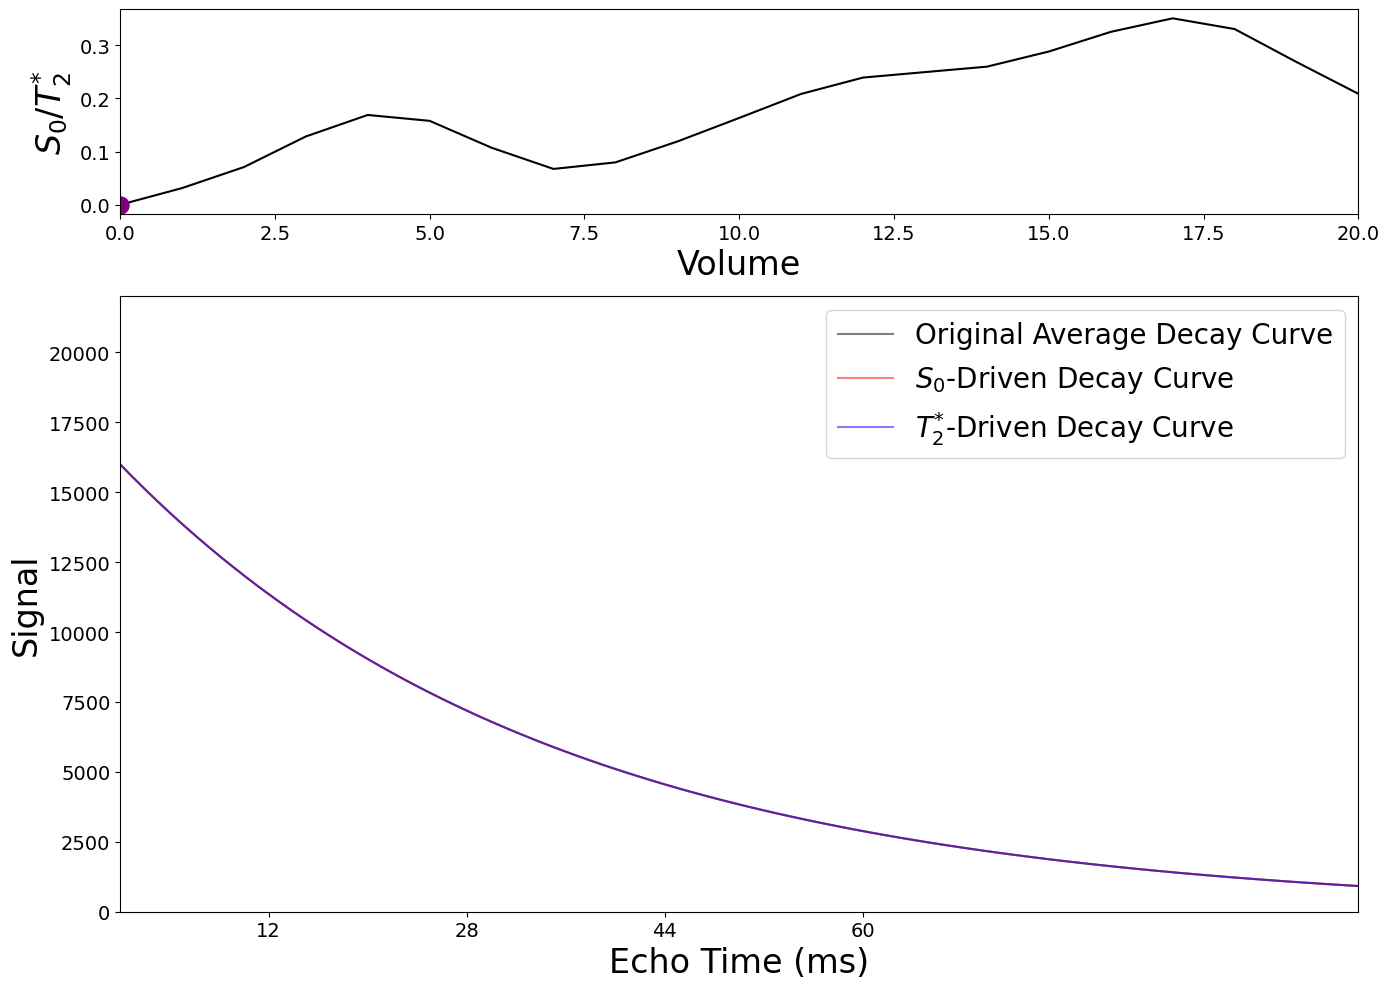 S₀/T₂*
0.3
0.2
0.1
0.0
0.0 2.5 5.0 7.5 10.0 12.5 15.0 17.5 20.0
Volume
Signal
20000
17500
15000
12500
10000
7500
5000
2500
0
Original Average Decay Curve
S₀-Driven Decay Curve
T₂*-Driven Decay Curve
12 28 44 60
Echo Time (ms)